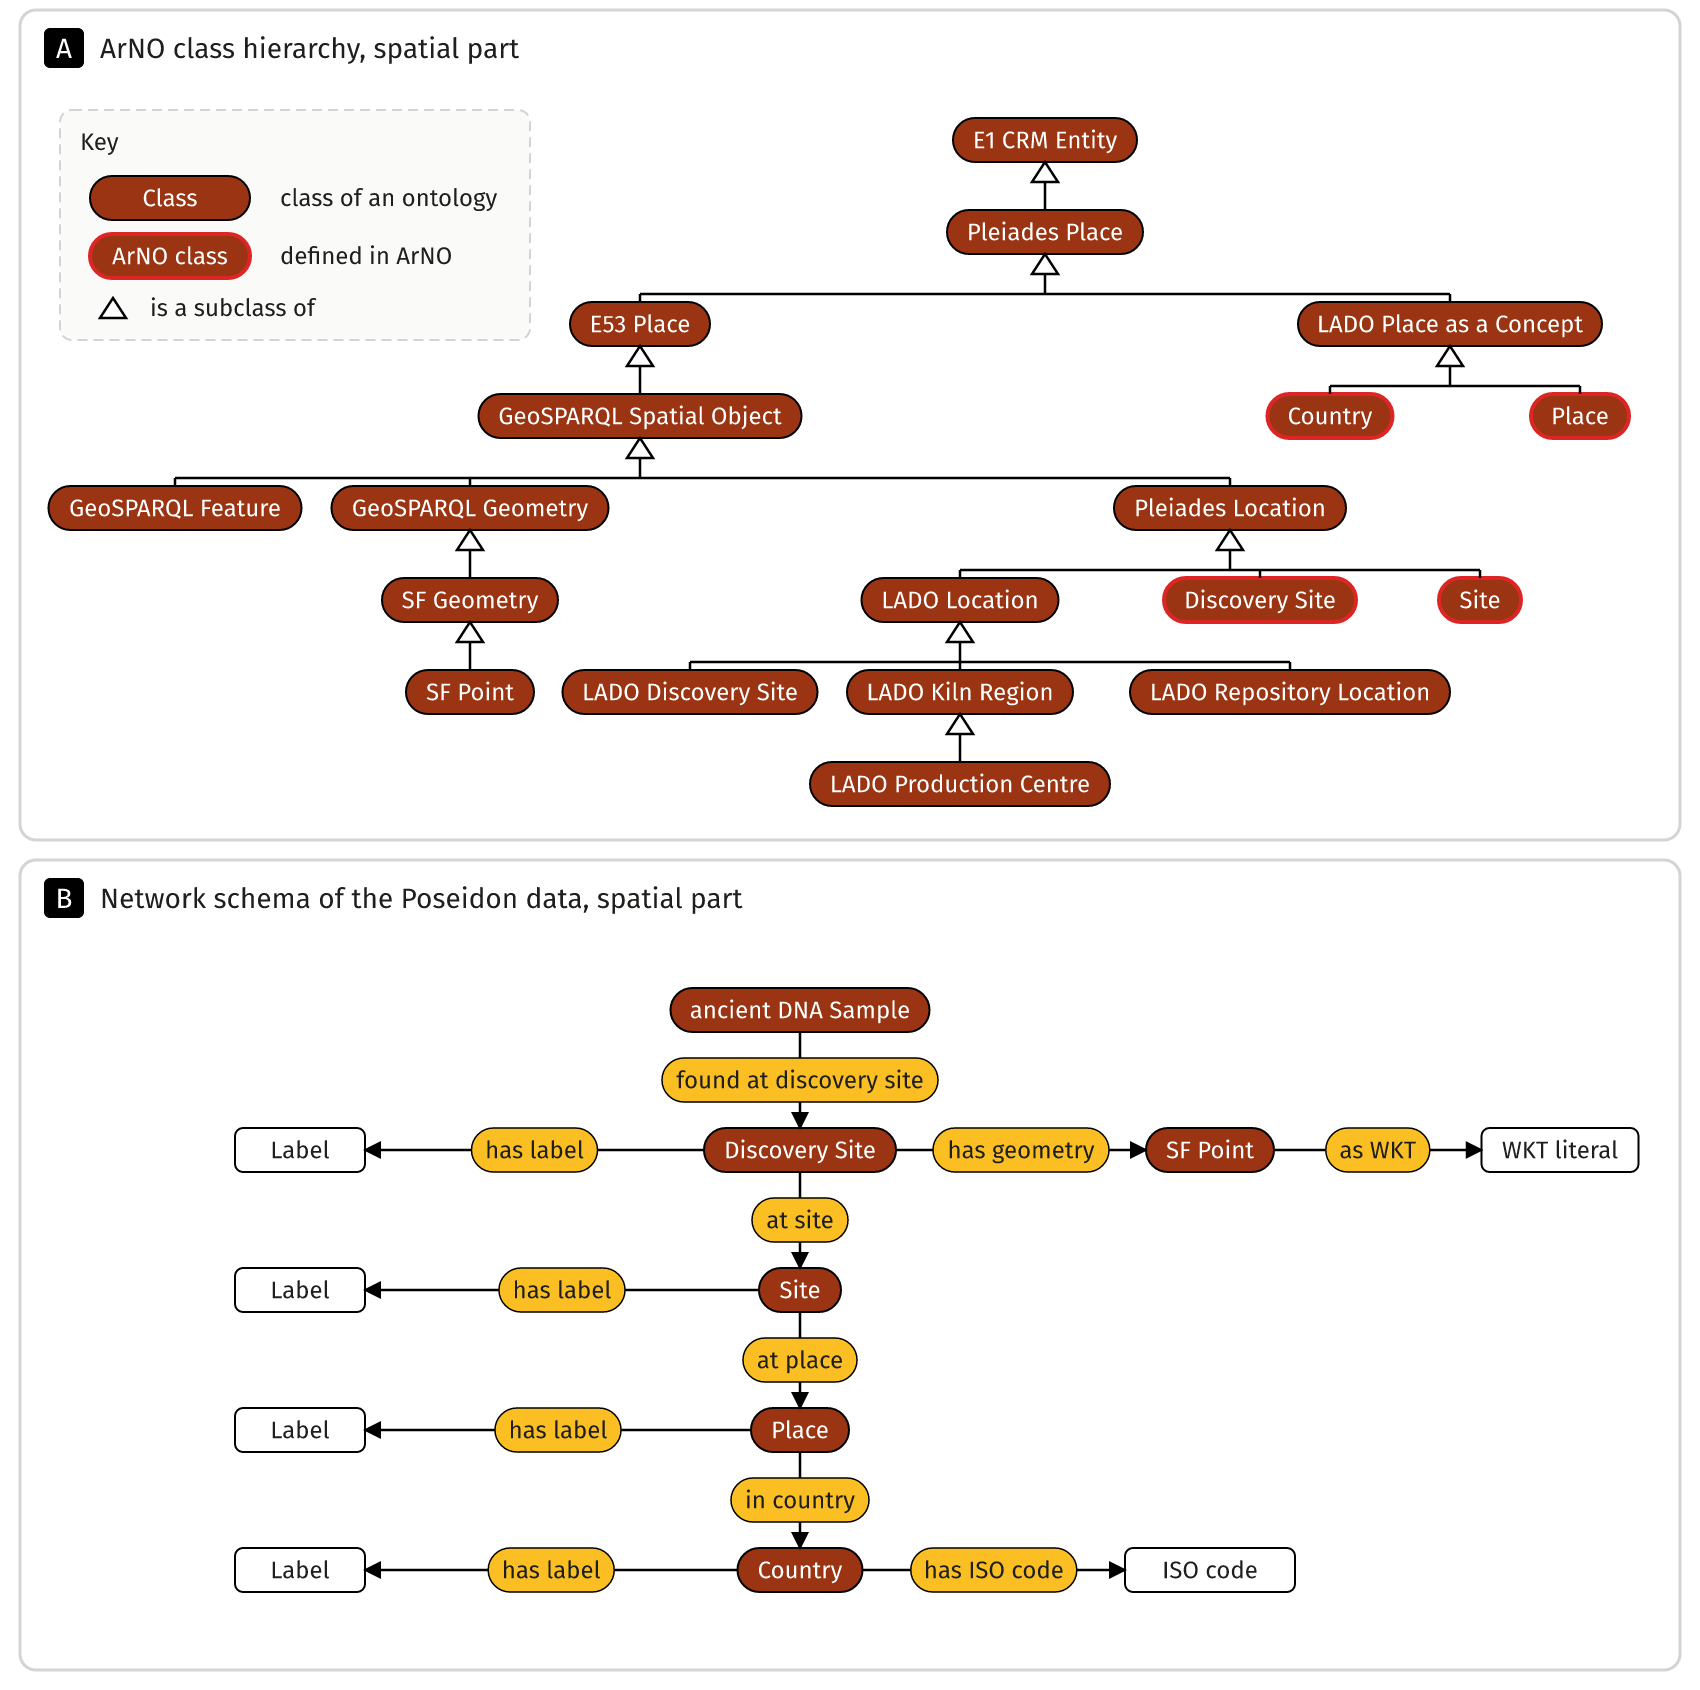 A ArNO class hierarchy, spatial part
Key
Class class of an ontology
ArNO class defined in ArNO
is a subclass of
E1 CRM Entity
Pleiades Place
E53 Place
LADO Place as a Concept
GeoSPARQL Spatial Object
Country
Place
GeoSPARQL Feature
GeoSPARQL Geometry
Pleiades Location
SF Geometry
LADO Location
Discovery Site
Site
SF Point
LADO Discovery Site
LADO Kiln Region
LADO Repository Location
LADO Production Centre
B Network schema of the Poseidon data, spatial part
ancient DNA Sample
found at discovery site
Label
has label
Discovery Site
has geometry
SF Point
as WKT
WKT literal
at site
Label
has label
Site
at place
Label
has label
Place
in country
Label
has label
Country
has ISO code
ISO code